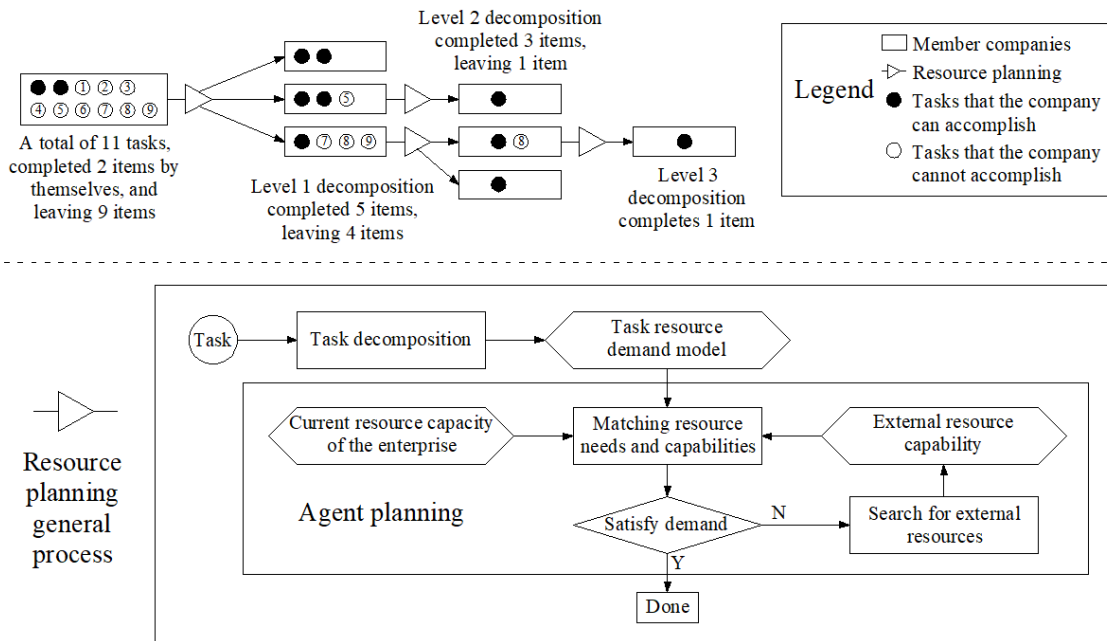 Level 2 decomposition
completed 3 items,
leaving 1 item
① ② ③
④ ⑤ ⑥ ⑦ ⑧ ⑨
A total of 11 tasks,
completed 2 items by
themselves, and
leaving 9 items
⑤
⑦ ⑧ ⑨
⑧
Level 1 decomposition
completed 5 items,
leaving 4 items
Level 3
decomposition
completes 1 item
Legend
Member companies
Resource planning
Tasks that the company
can accomplish
Tasks that the company
cannot accomplish
Resource
planning
general
process
Task
Task decomposition
Task resource
demand model
Current resource capacity
of the enterprise
Matching resource
needs and capabilities
External resource
capability
Agent planning
Satisfy demand
N
Search for external
resources
Y
Done